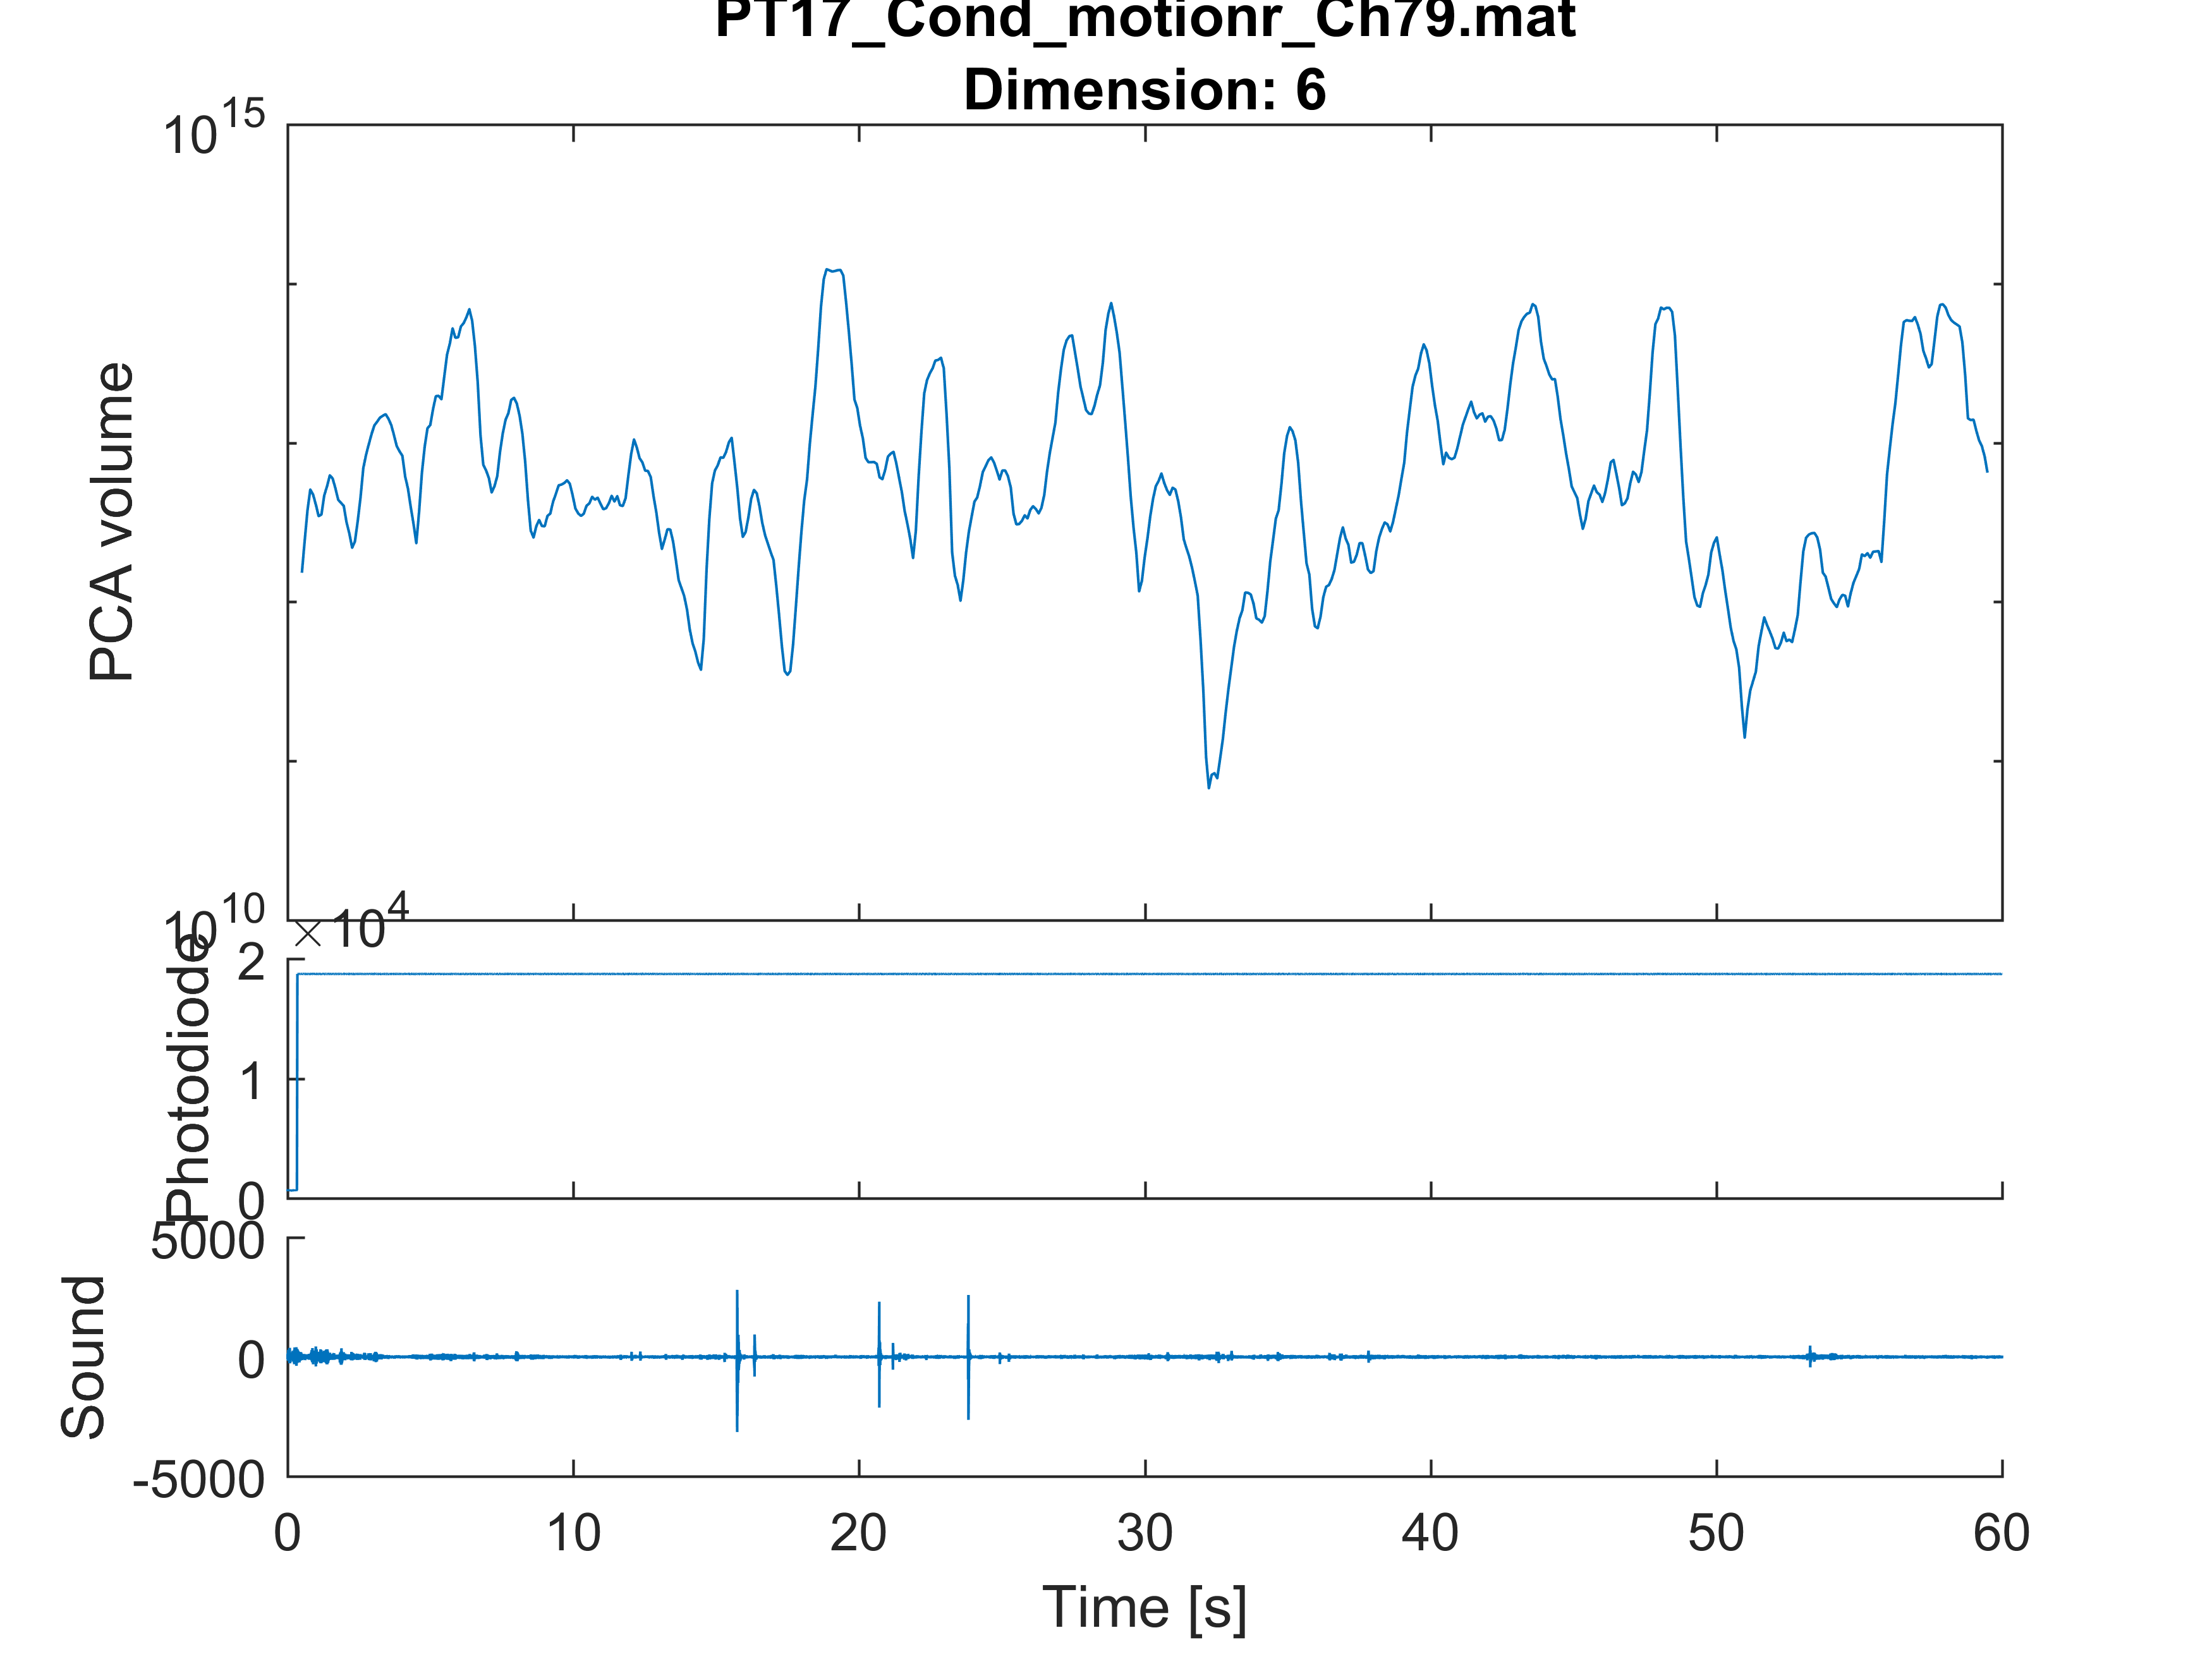 PT17_Cond_motionr_Ch79.mat
Dimension: 6
10^15
PCA volume
10^10
× 10^4
2
Photodiode
1
0
5000
Sound
0
-5000
0 10 20 30 40 50 60
Time [s]